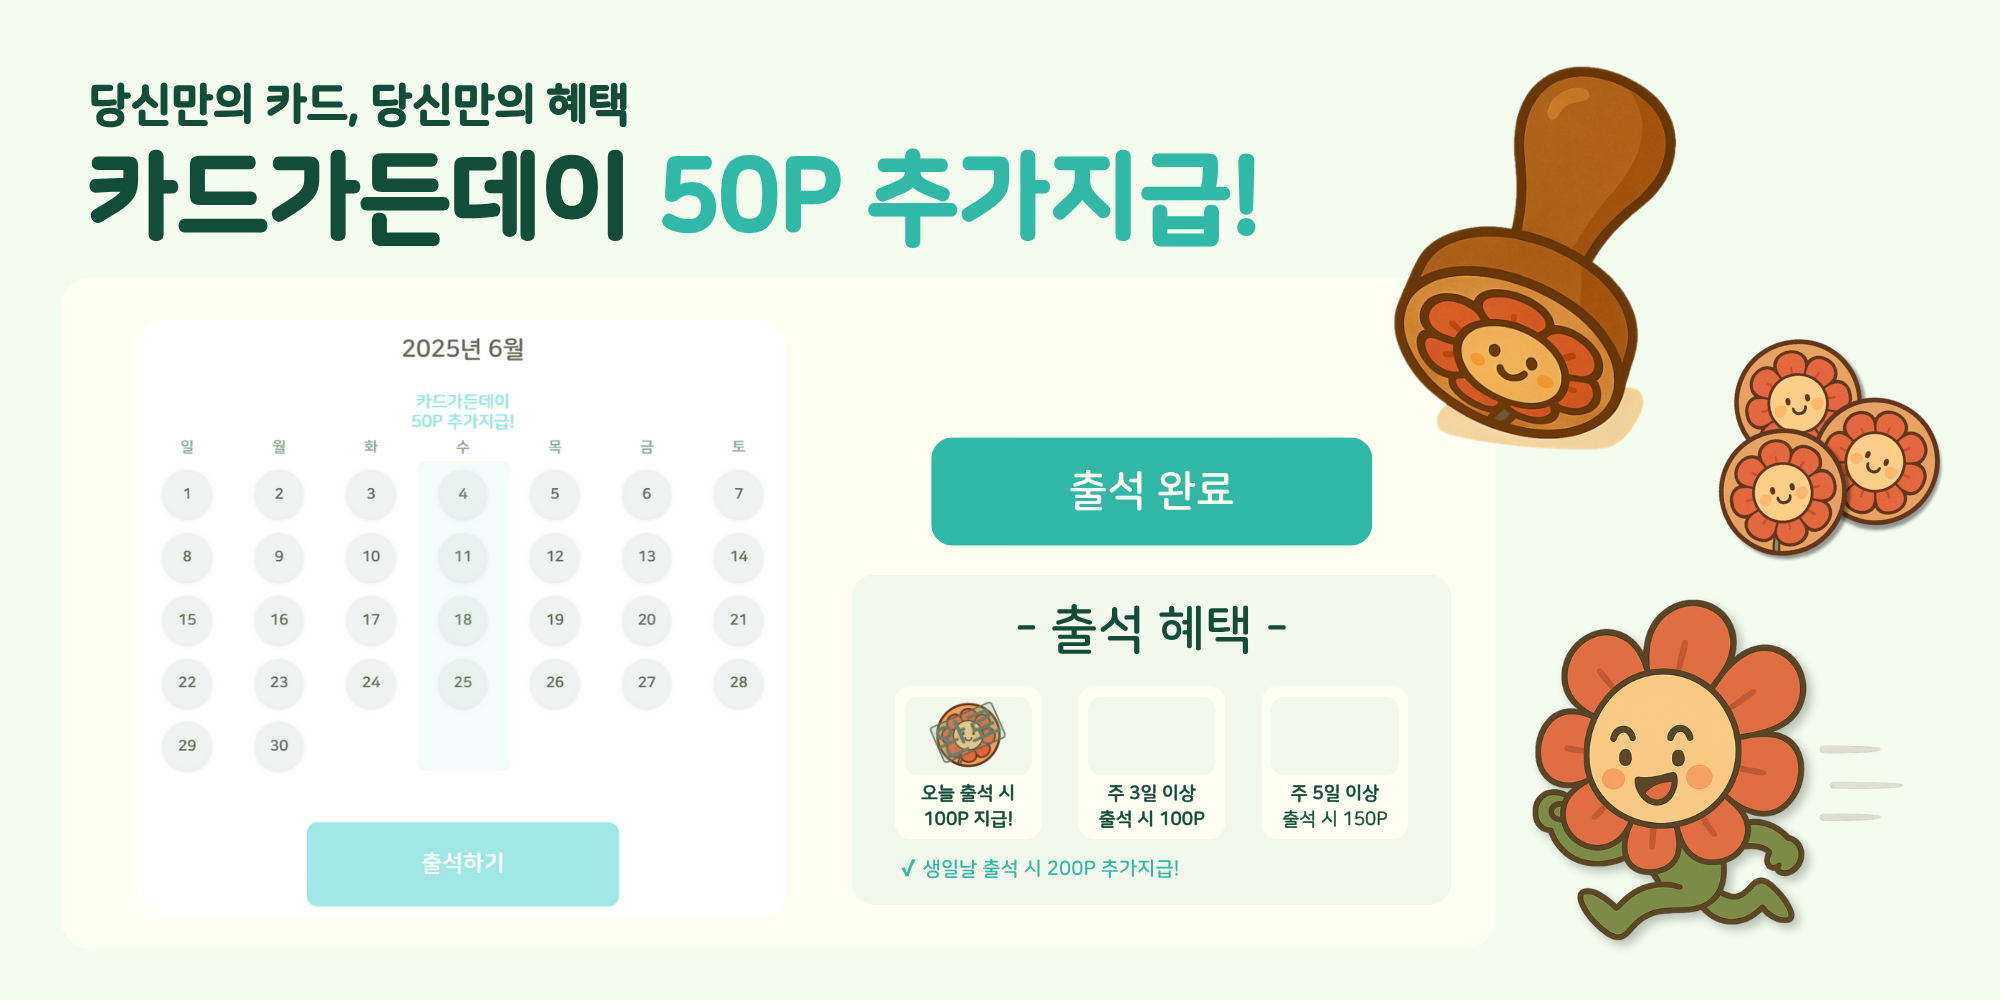 당신만의 카드, 당신만의 혜택
카드가든데이 50P 추가지급!
2025년 6월
카드가든데이
50P 추가지급!
일 월 화 수 목 금 토
1 2 3 4 5 6 7
8 9 10 11 12 13 14
15 16 17 18 19 20 21
22 23 24 25 26 27 28
29 30
출석하기
출석 완료
- 출석 혜택 -
오늘 출석 시
100P 지급!
주 3일 이상
출석 시 100P
주 5일 이상
출석 시 150P
✓ 생일날 출석 시 200P 추가지급!